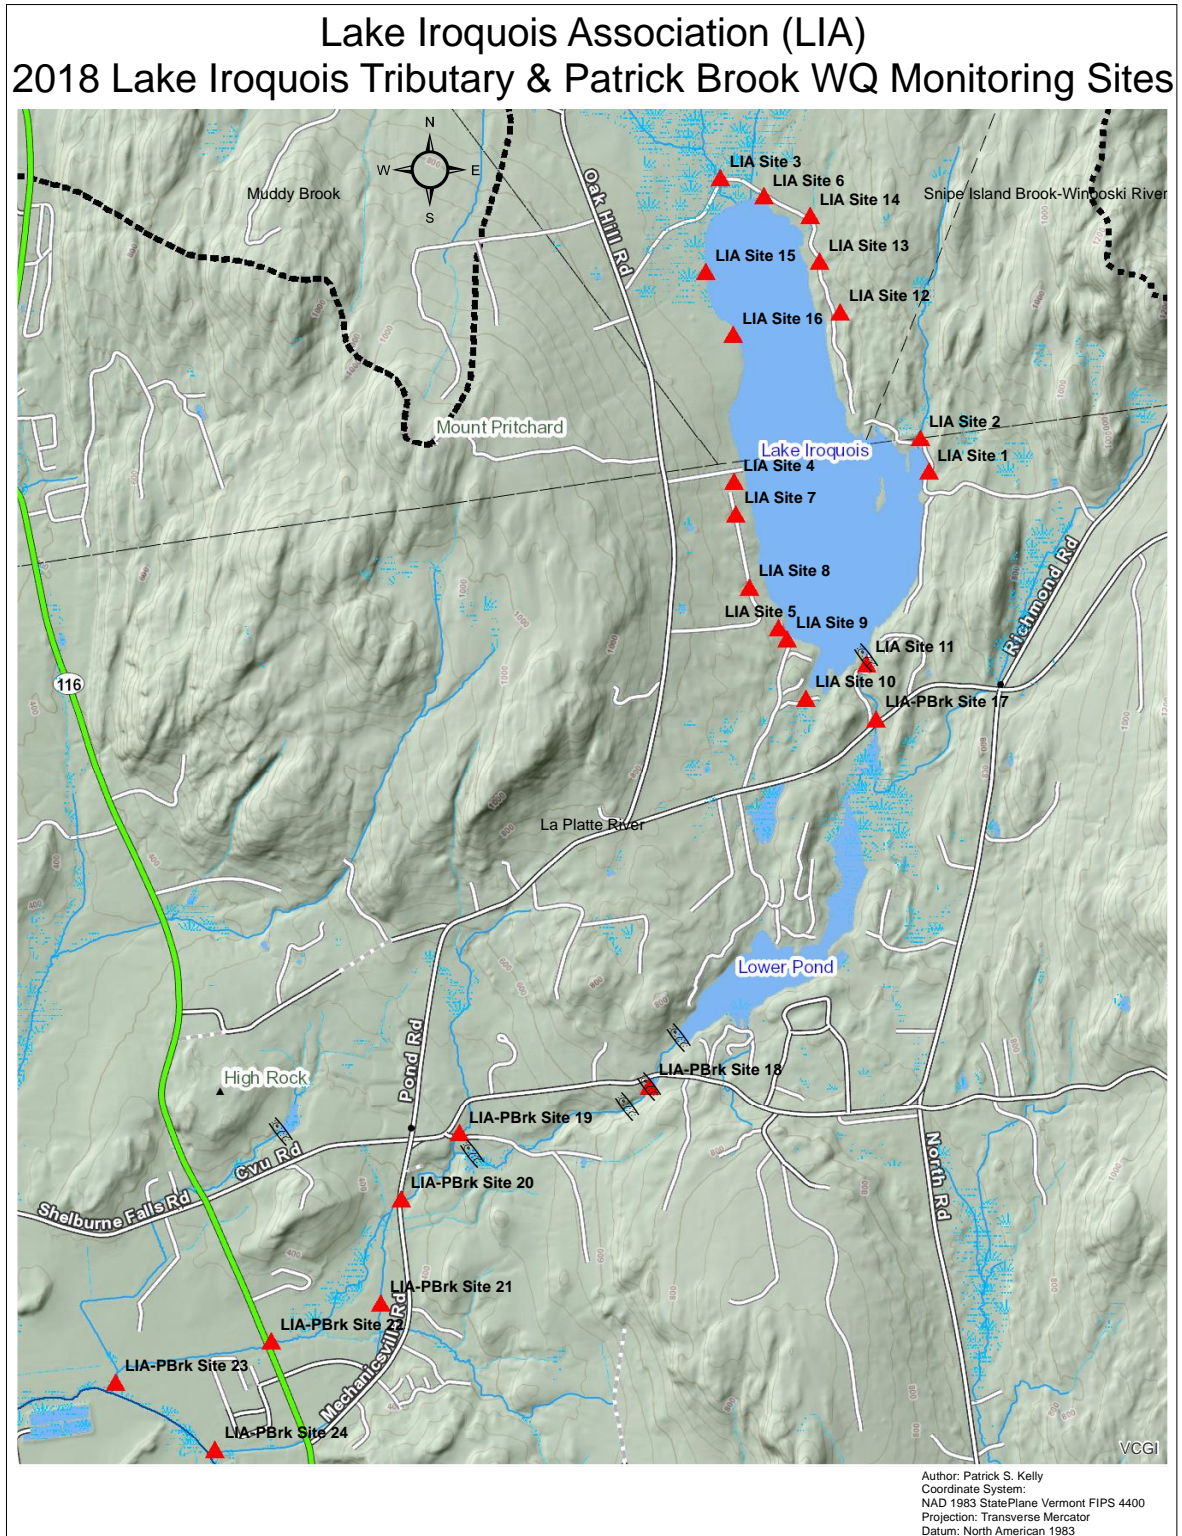 Lake Iroquois Association (LIA)
2018 Lake Iroquois Tributary & Patrick Brook WQ Monitoring Sites
N
W
E
S
Muddy Brook
Oak Hill Rd
LIA Site 3
LIA Site 6
LIA Site 14
Snipe Island Brook-Winooski River
LIA Site 13
LIA Site 15
LIA Site 12
LIA Site 16
Mount Pritchard
LIA Site 2
Lake Iroquois
LIA Site 1
LIA Site 4
LIA Site 7
LIA Site 8
Richmond Rd
LIA Site 5
LIA Site 9
LIA Site 11
116
LIA Site 10
LIA-PBrk Site 17
La Platte River
Lower Pond
Pond Rd
High Rock
LIA-PBrk Site 18
LIA-PBrk Site 19
Cvu Rd
North Rd
LIA-PBrk Site 20
Shelburne Falls Rd
LIA-PBrk Site 21
LIA-PBrk Site 22
Mechanicsville Rd
LIA-PBrk Site 23
LIA-PBrk Site 24
VCGI
Author: Patrick S. Kelly
Coordinate System:
NAD 1983 StatePlane Vermont FIPS 4400
Projection: Transverse Mercator
Datum: North American 1983